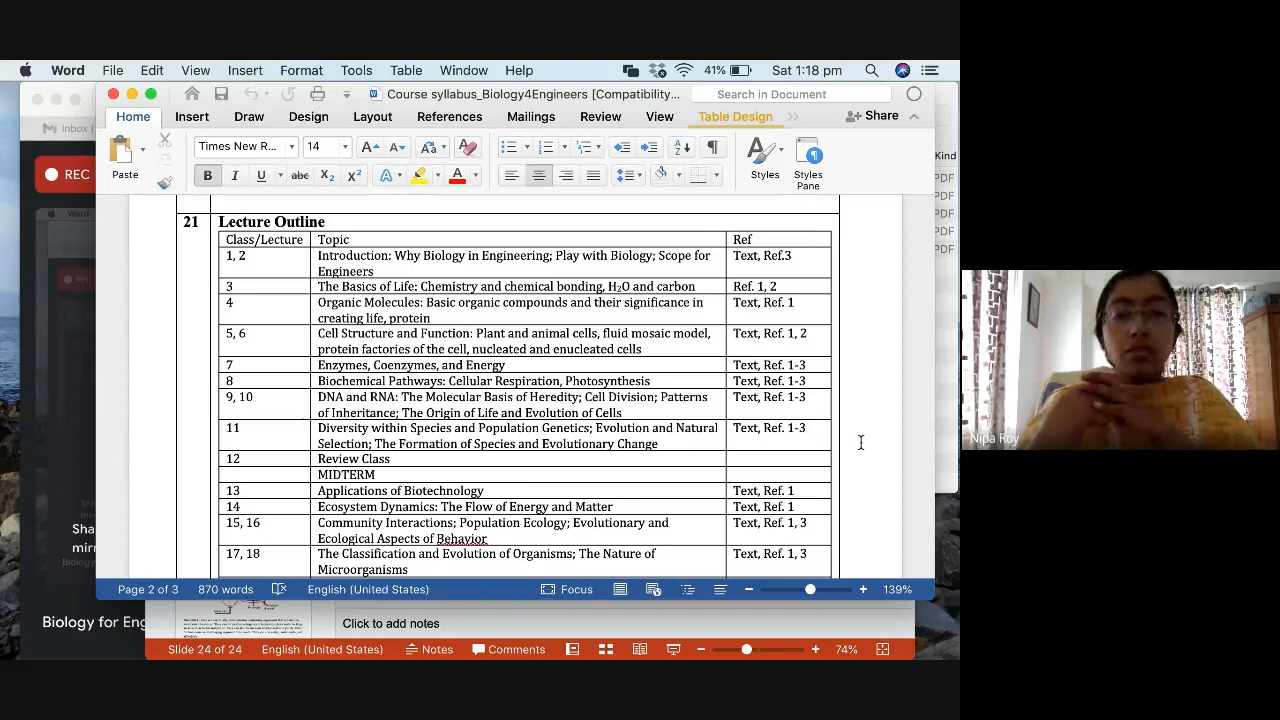 Word File Edit View Insert Format Tools Table Window Help 41% Sat 1:18 pm
Course syllabus_Biology4Engineers [Compatibility... Search in Document
Home Insert Draw Design Layout References Mailings Review View Table Design Share
Inbox
Kind
Times New R... 14
REC
Paste
Styles
Styles Pane
PDF
PDF
PDF
PDF
PDF
Word
21 Lecture Outline
Class/Lecture Topic Ref
1, 2 Introduction: Why Biology in Engineering; Play with Biology; Scope for Text, Ref.3
Engineers
3 The Basics of Life: Chemistry and chemical bonding, H₂O and carbon Ref. 1, 2
4 Organic Molecules: Basic organic compounds and their significance in Text, Ref. 1
creating life, protein
5, 6 Cell Structure and Function: Plant and animal cells, fluid mosaic model, Text, Ref. 1, 2
protein factories of the cell, nucleated and enucleated cells
7 Enzymes, Coenzymes, and Energy Text, Ref. 1-3
8 Biochemical Pathways: Cellular Respiration, Photosynthesis Text, Ref. 1-3
9, 10 DNA and RNA: The Molecular Basis of Heredity; Cell Division; Patterns Text, Ref. 1-3
of Inheritance; The Origin of Life and Evolution of Cells
11 Diversity within Species and Population Genetics; Evolution and Natural Text, Ref. 1-3
Selection; The Formation of Species and Evolutionary Change
12 Review Class
MIDTERM
13 Applications of Biotechnology Text, Ref. 1
14 Ecosystem Dynamics: The Flow of Energy and Matter Text, Ref. 1
15, 16 Community Interactions; Population Ecology; Evolutionary and Text, Ref. 1, 3
Ecological Aspects of Behavior
17, 18 The Classification and Evolution of Organisms; The Nature of Text, Ref. 1, 3
Microorganisms
Nipa Roy
Page 2 of 3 870 words English (United States) Focus 139%
Biology for Eng
Click to add notes
Slide 24 of 24 English (United States) Notes Comments 74%